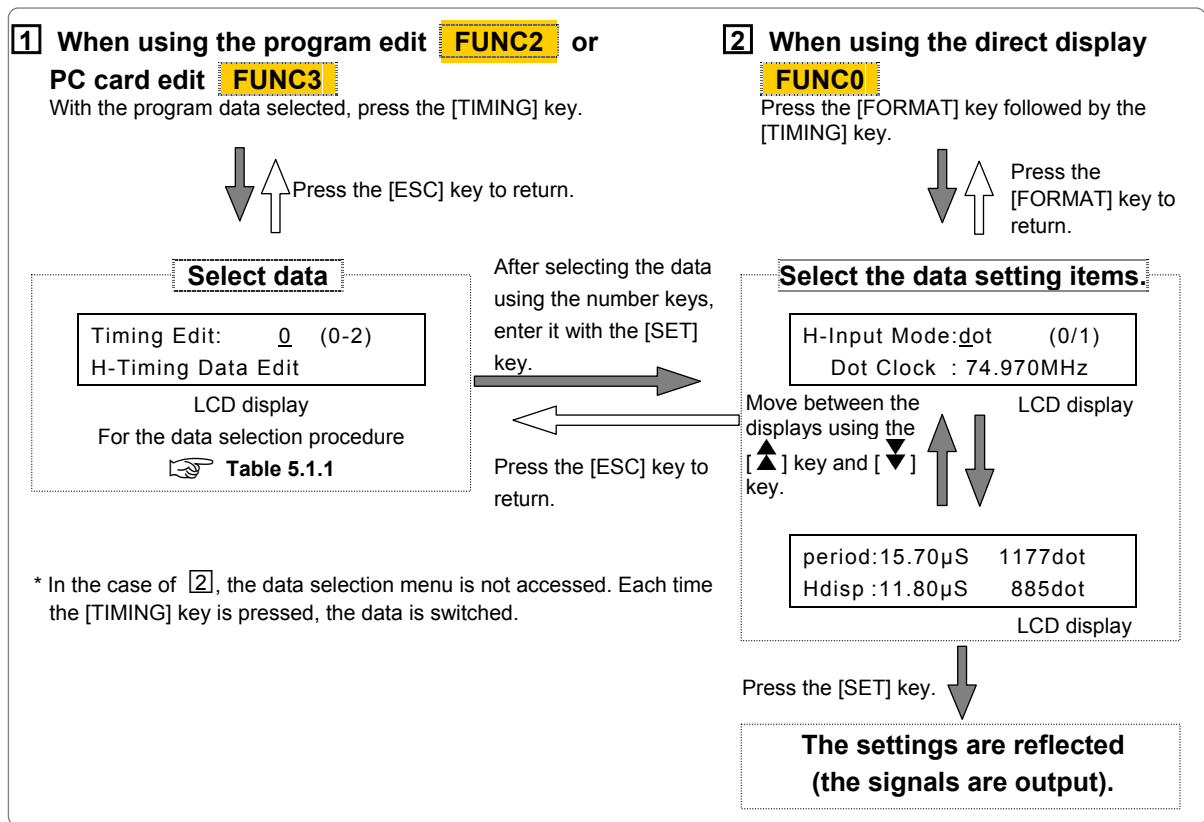 1 When using the program edit FUNC2 or
PC card edit FUNC3
With the program data selected, press the [TIMING] key.
Press the [ESC] key to return.
Select data
Timing Edit: 0 (0-2)
H-Timing Data Edit
LCD display
For the data selection procedure
Table 5.1.1
After selecting the data
using the number keys,
enter it with the [SET]
key.
Press the [ESC] key to
return.
* In the case of 2, the data selection menu is not accessed. Each time
the [TIMING] key is pressed, the data is switched.
2 When using the direct display
FUNC0
Press the [FORMAT] key followed by the
[TIMING] key.
Press the
[FORMAT] key to
return.
Select the data setting items.
H-Input Mode:dot (0/1)
Dot Clock : 74.970MHz
LCD display
Move between the
displays using the
[⏫] key and [⏬]
key.
period:15.70µS 1177dot
Hdisp :11.80µS 885dot
LCD display
Press the [SET] key.
The settings are reflected
(the signals are output).